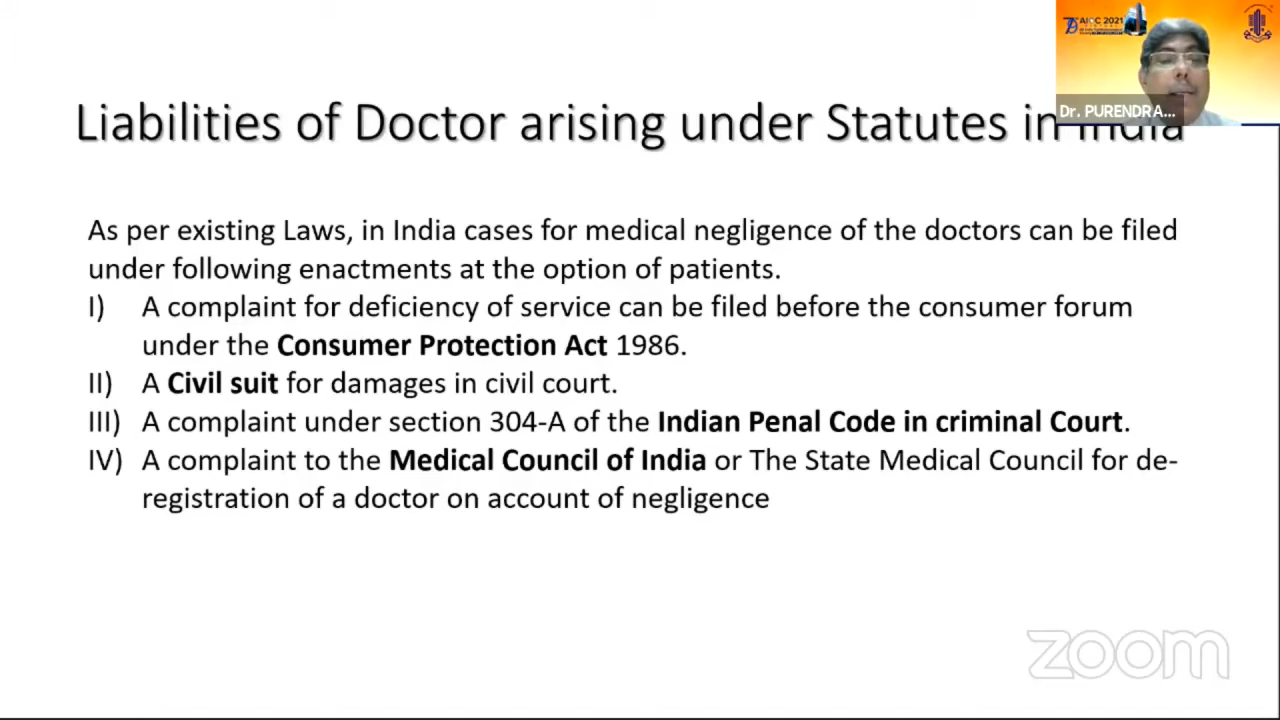 AIOC 2021
Dr. PURENDRA...
Liabilities of Doctor arising under Statutes in India
As per existing Laws, in India cases for medical negligence of the doctors can be filed
under following enactments at the option of patients.
I) A complaint for deficiency of service can be filed before the consumer forum
under the Consumer Protection Act 1986.
II) A Civil suit for damages in civil court.
III) A complaint under section 304-A of the Indian Penal Code in criminal Court.
IV) A complaint to the Medical Council of India or The State Medical Council for de-
registration of a doctor on account of negligence
zoom